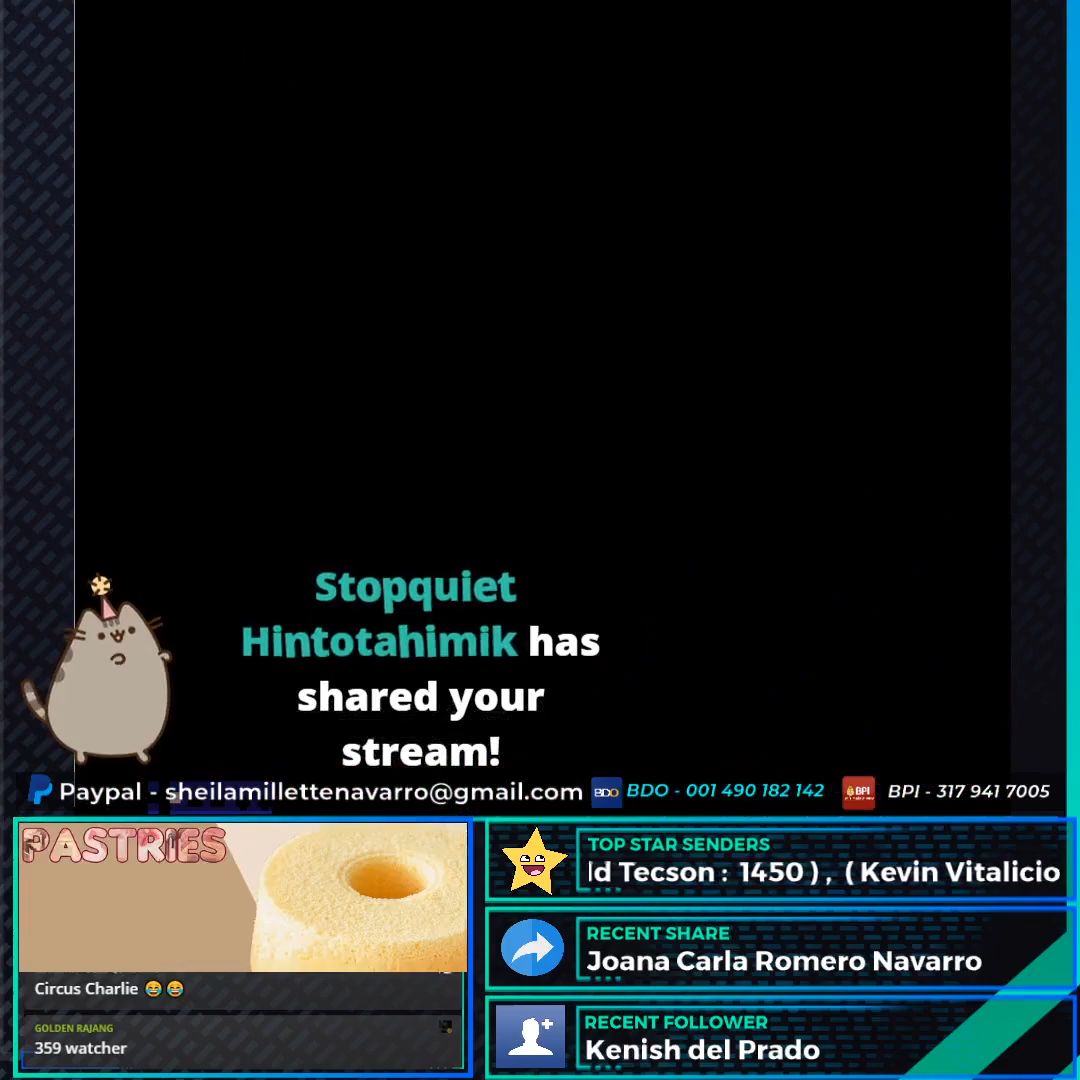 Stopquiet
Hintotahimik has
shared your
stream!
Paypal - sheilamillettenavarro@gmail.com BDO BDO - 001 490 182 142 BPI BPI - 317 941 7005
PASTRIES
Circus Charlie 😂 😂
GOLDEN RAJANG
359 watcher
TOP STAR SENDERS
ld Tecson : 1450 ) , ( Kevin Vitalicio
RECENT SHARE
Joana Carla Romero Navarro
RECENT FOLLOWER
Kenish del Prado